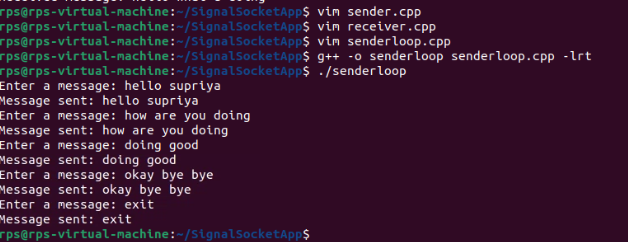 rps@rps-virtual-machine:~/SignalSocketApp$ vim sender.cpp
rps@rps-virtual-machine:~/SignalSocketApp$ vim receiver.cpp
rps@rps-virtual-machine:~/SignalSocketApp$ vim senderloop.cpp
rps@rps-virtual-machine:~/SignalSocketApp$ g++ -o senderloop senderloop.cpp -lrt
rps@rps-virtual-machine:~/SignalSocketApp$ ./senderloop
Enter a message: hello supriya
Message sent: hello supriya
Enter a message: how are you doing
Message sent: how are you doing
Enter a message: doing good
Message sent: doing good
Enter a message: okay bye bye
Message sent: okay bye bye
Enter a message: exit
Message sent: exit
rps@rps-virtual-machine:~/SignalSocketApp$